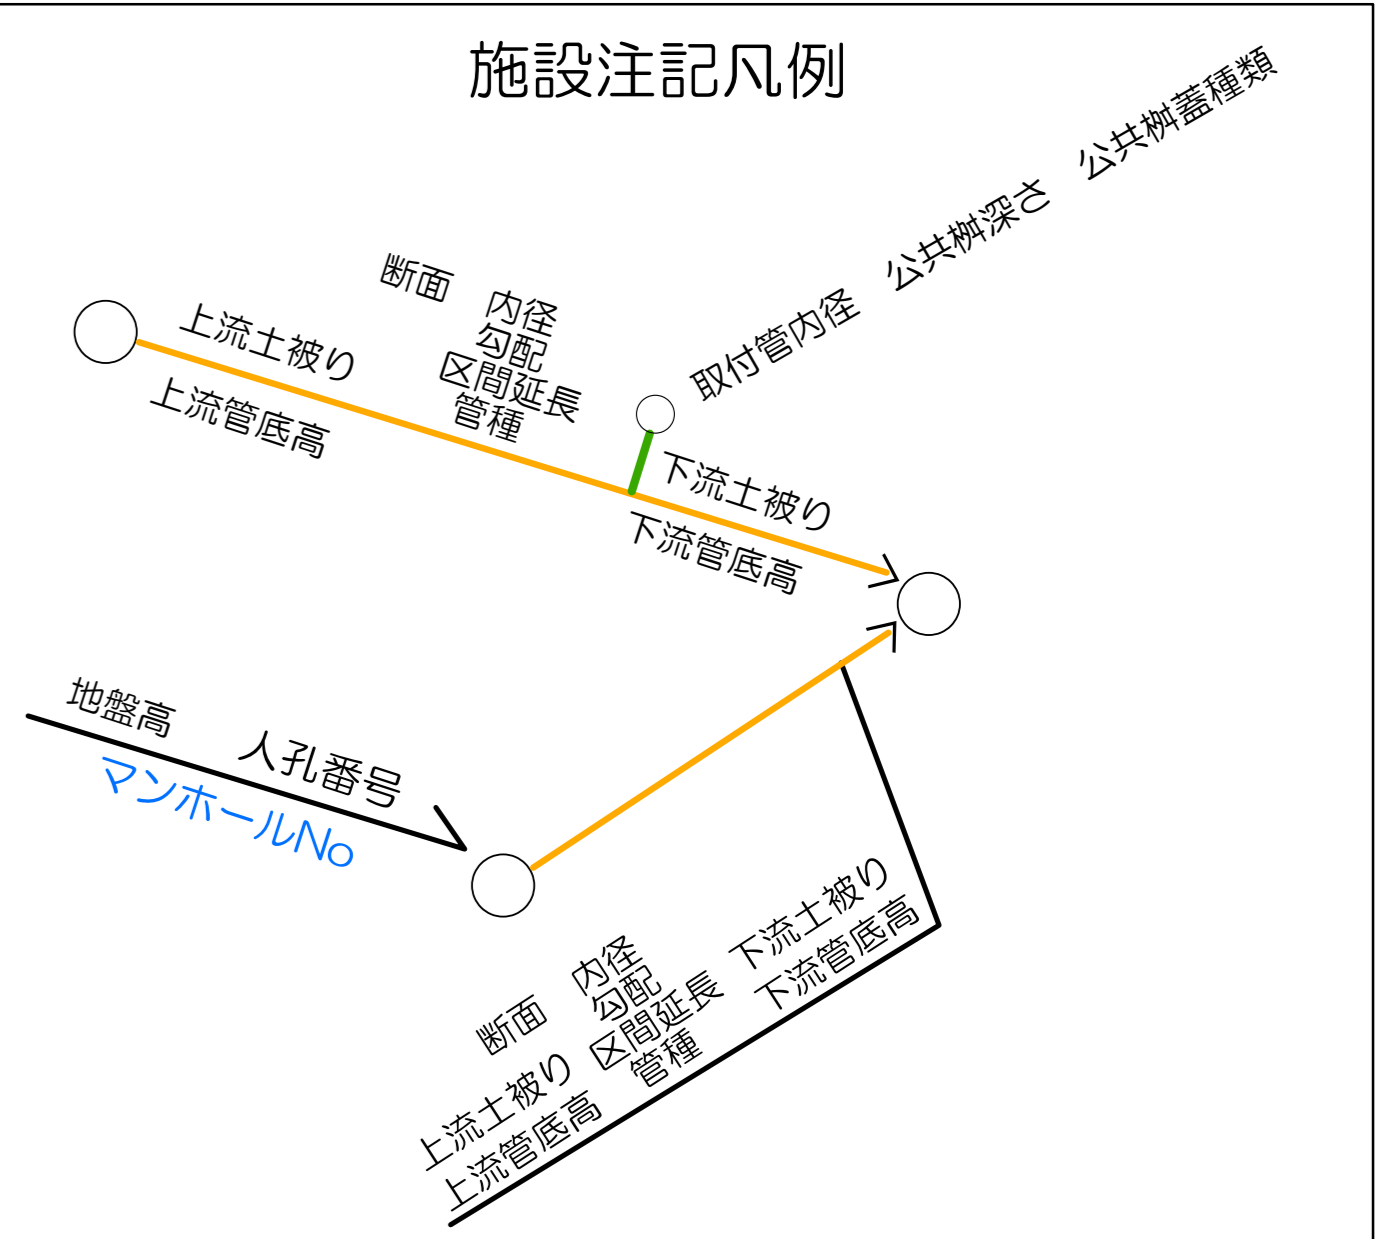 施設注記凡例
取付管内径　公共桝深さ　公共桝蓋種類
断面　内径
勾配
区間延長
管種
上流土被り
上流管底高
下流土被り
下流管底高
地盤高　人孔番号
マンホールNo
断面　内径
勾配
上流土被り 区間延長 下流土被り
上流管底高 管種 下流管底高